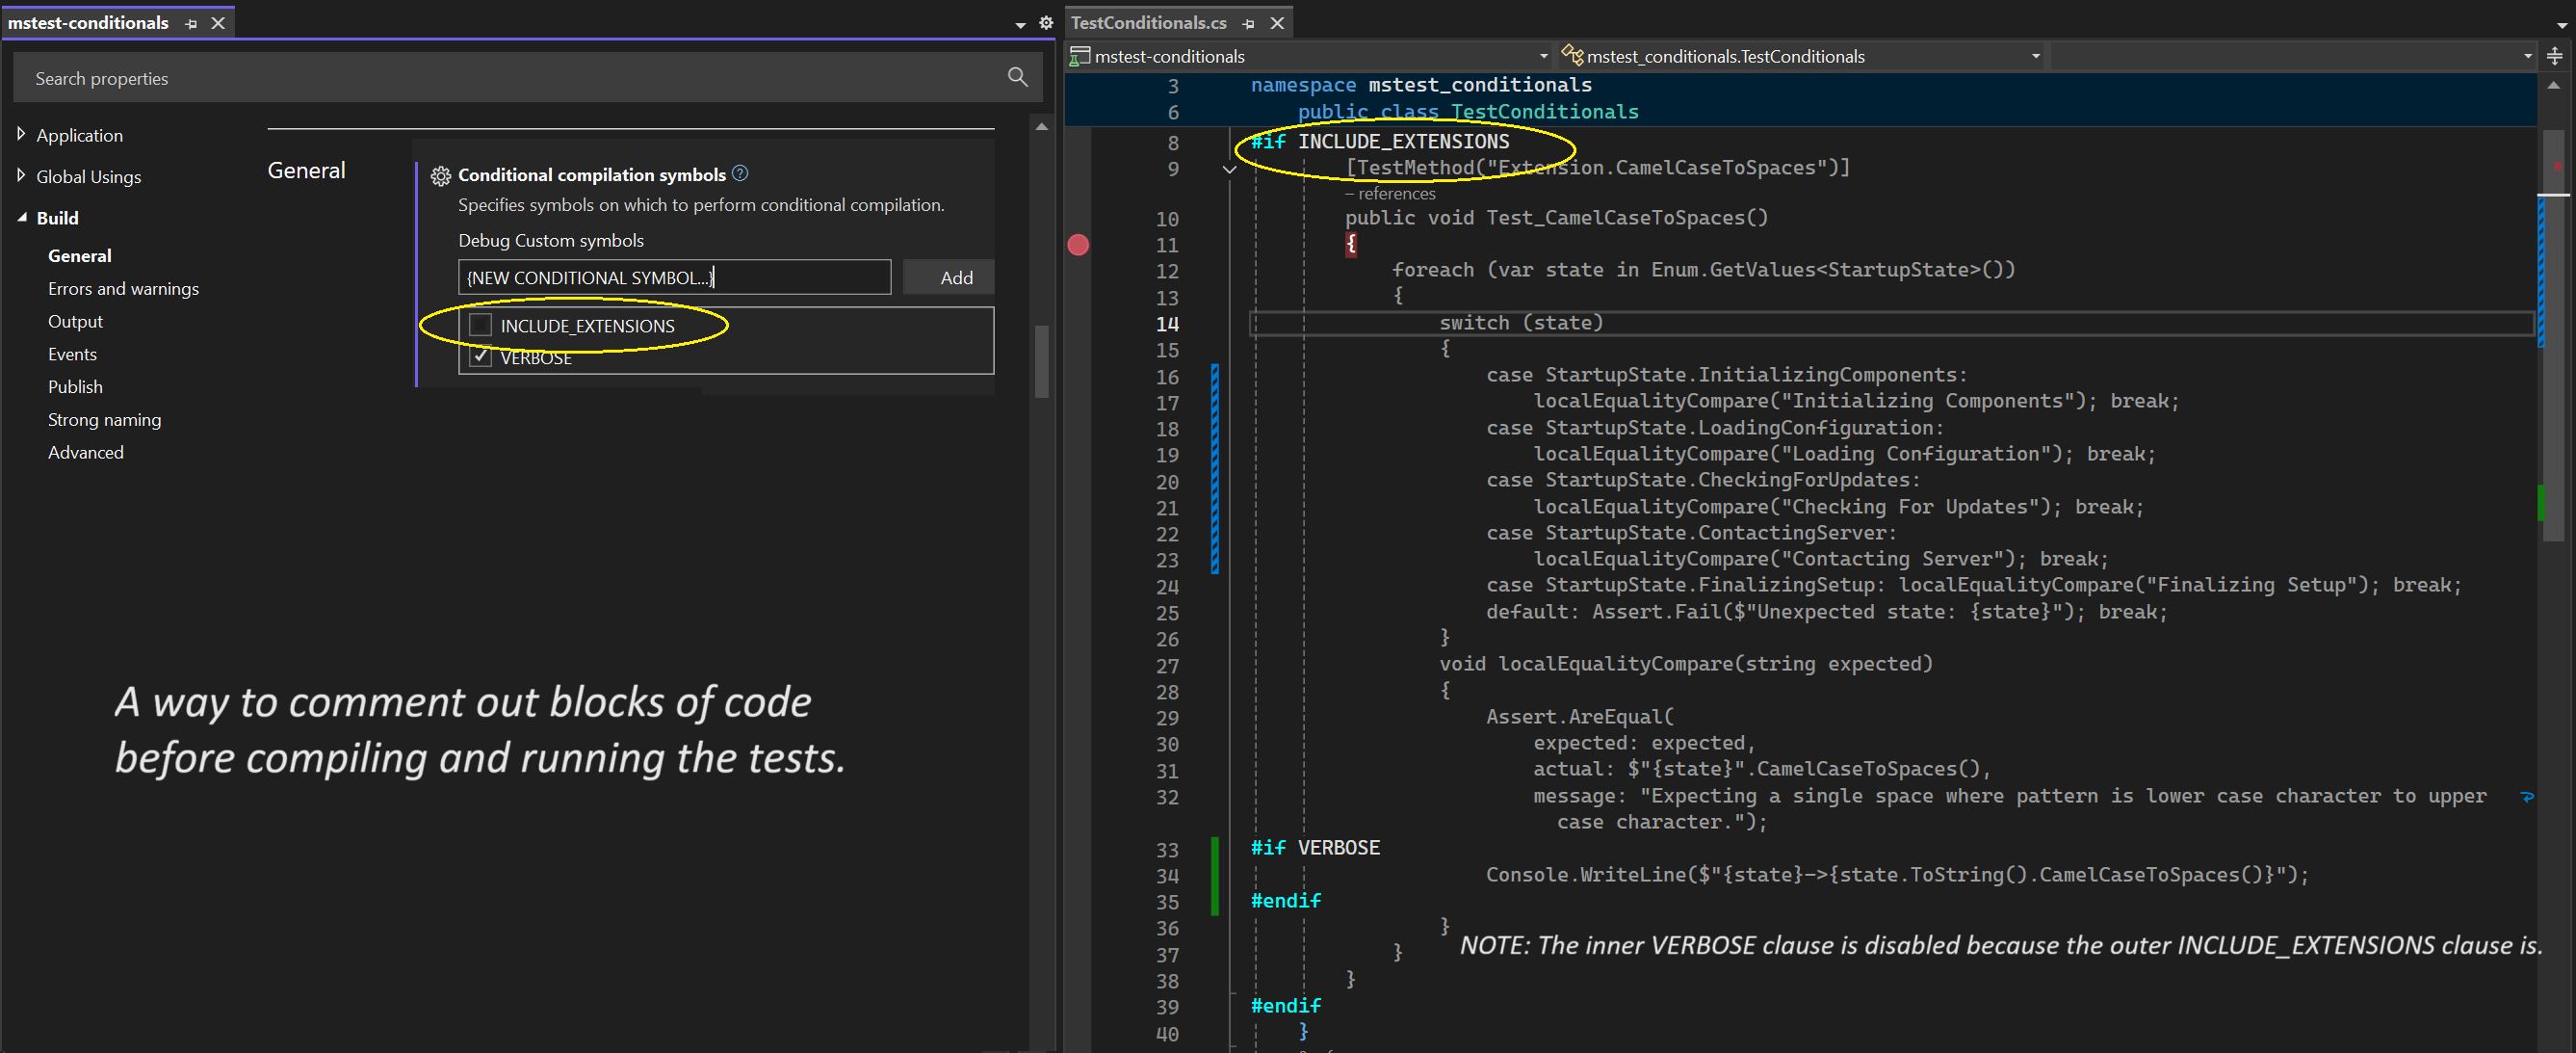 mstest-conditionals
Search properties
Application
Global Usings
Build
General
Errors and warnings
Output
Events
Publish
Strong naming
Advanced
General
Conditional compilation symbols
Specifies symbols on which to perform conditional compilation.
Debug Custom symbols
{NEW CONDITIONAL SYMBOL...}
Add
INCLUDE_EXTENSIONS
VERBOSE
A way to comment out blocks of code
before compiling and running the tests.
TestConditionals.cs
mstest-conditionals
mstest_conditionals.TestConditionals
3 namespace mstest_conditionals
6 public class TestConditionals
8 #if INCLUDE_EXTENSIONS
9 [TestMethod("Extension.CamelCaseToSpaces")]
– references
10 public void Test_CamelCaseToSpaces()
11 {
12 foreach (var state in Enum.GetValues<StartupState>())
13 {
14 switch (state)
15 {
16 case StartupState.InitializingComponents:
17 localEqualityCompare("Initializing Components"); break;
18 case StartupState.LoadingConfiguration:
19 localEqualityCompare("Loading Configuration"); break;
20 case StartupState.CheckingForUpdates:
21 localEqualityCompare("Checking For Updates"); break;
22 case StartupState.ContactingServer:
23 localEqualityCompare("Contacting Server"); break;
24 case StartupState.FinalizingSetup: localEqualityCompare("Finalizing Setup"); break;
25 default: Assert.Fail($"Unexpected state: {state}"); break;
26 }
27 void localEqualityCompare(string expected)
28 {
29 Assert.AreEqual(
30 expected: expected,
31 actual: $"{state}".CamelCaseToSpaces(),
32 message: "Expecting a single space where pattern is lower case character to upper
case character.");
33 #if VERBOSE
34 Console.WriteLine($"{state}->{state.ToString().CamelCaseToSpaces()}");
35 #endif
36 }
NOTE: The inner VERBOSE clause is disabled because the outer INCLUDE_EXTENSIONS clause is.
37 }
38 }
39 #endif
40 }